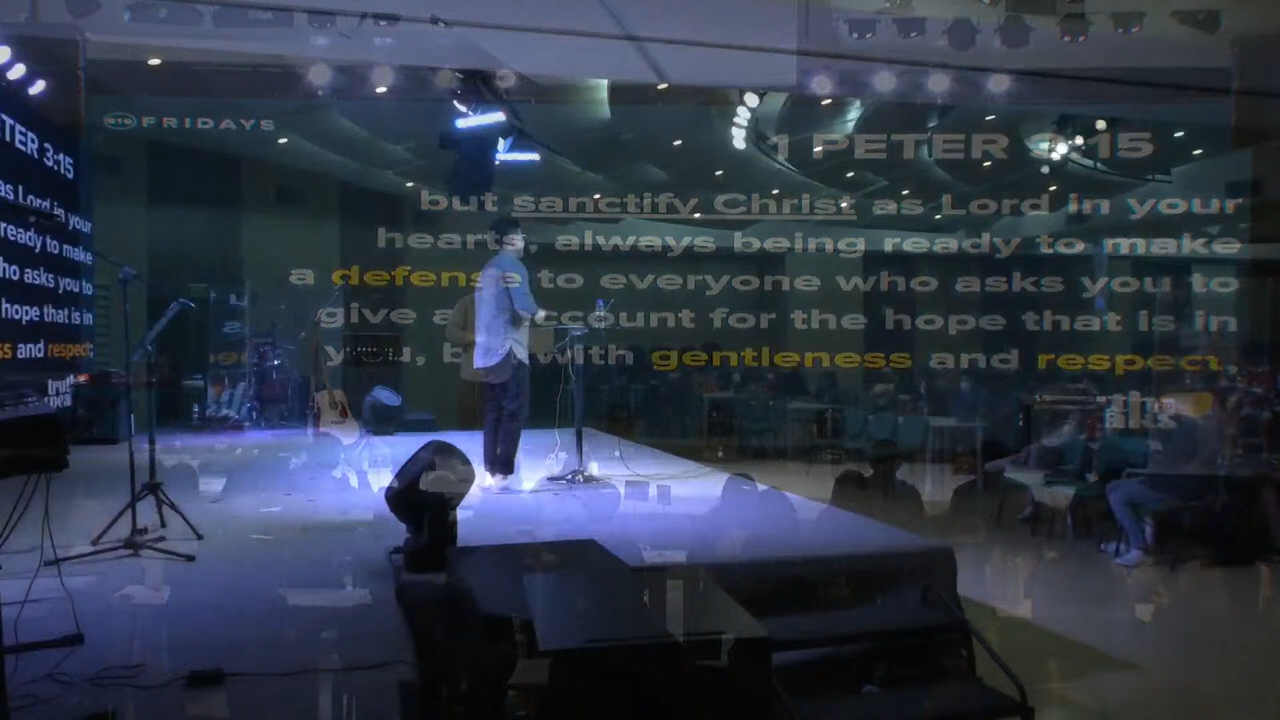 E1G FRIDAYS
1 PETER 3:15
but sanctify Christ as Lord in your
hearts, always being ready to make
a defense to everyone who asks you to
give account for the hope that is in
you, but with gentleness and respect;
PETER 3:15
as Lord in your
ready to make
who asks you to
hope that is in
and respect;
truth